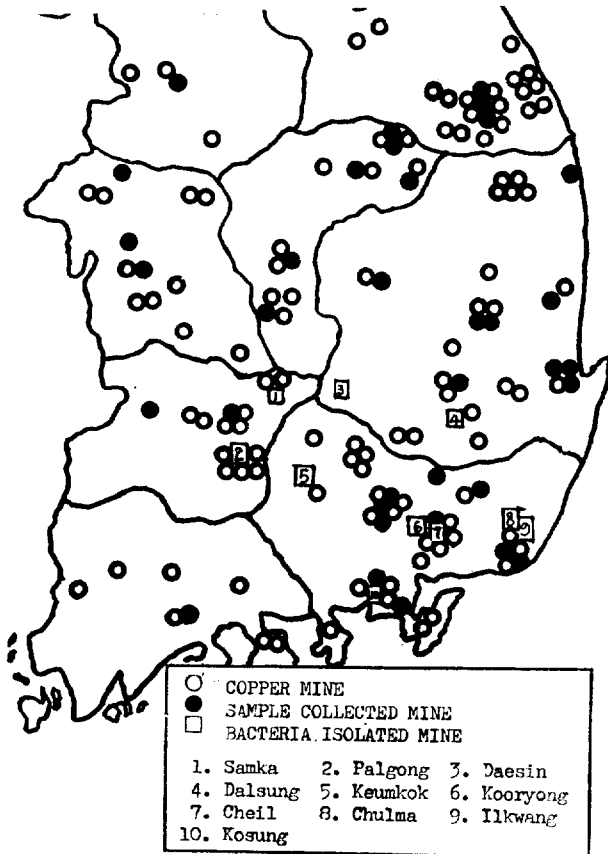 1
3
4
2
5
6
7
8
9
10
COPPER MINE
SAMPLE COLLECTED MINE
BACTERIA. ISOLATED MINE
1. Samka 2. Palgong 3. Daesin
4. Dalsung 5. Keumkok 6. Kooryong
7. Cheil 8. Chulma 9. Ilkwang
10. Kosung